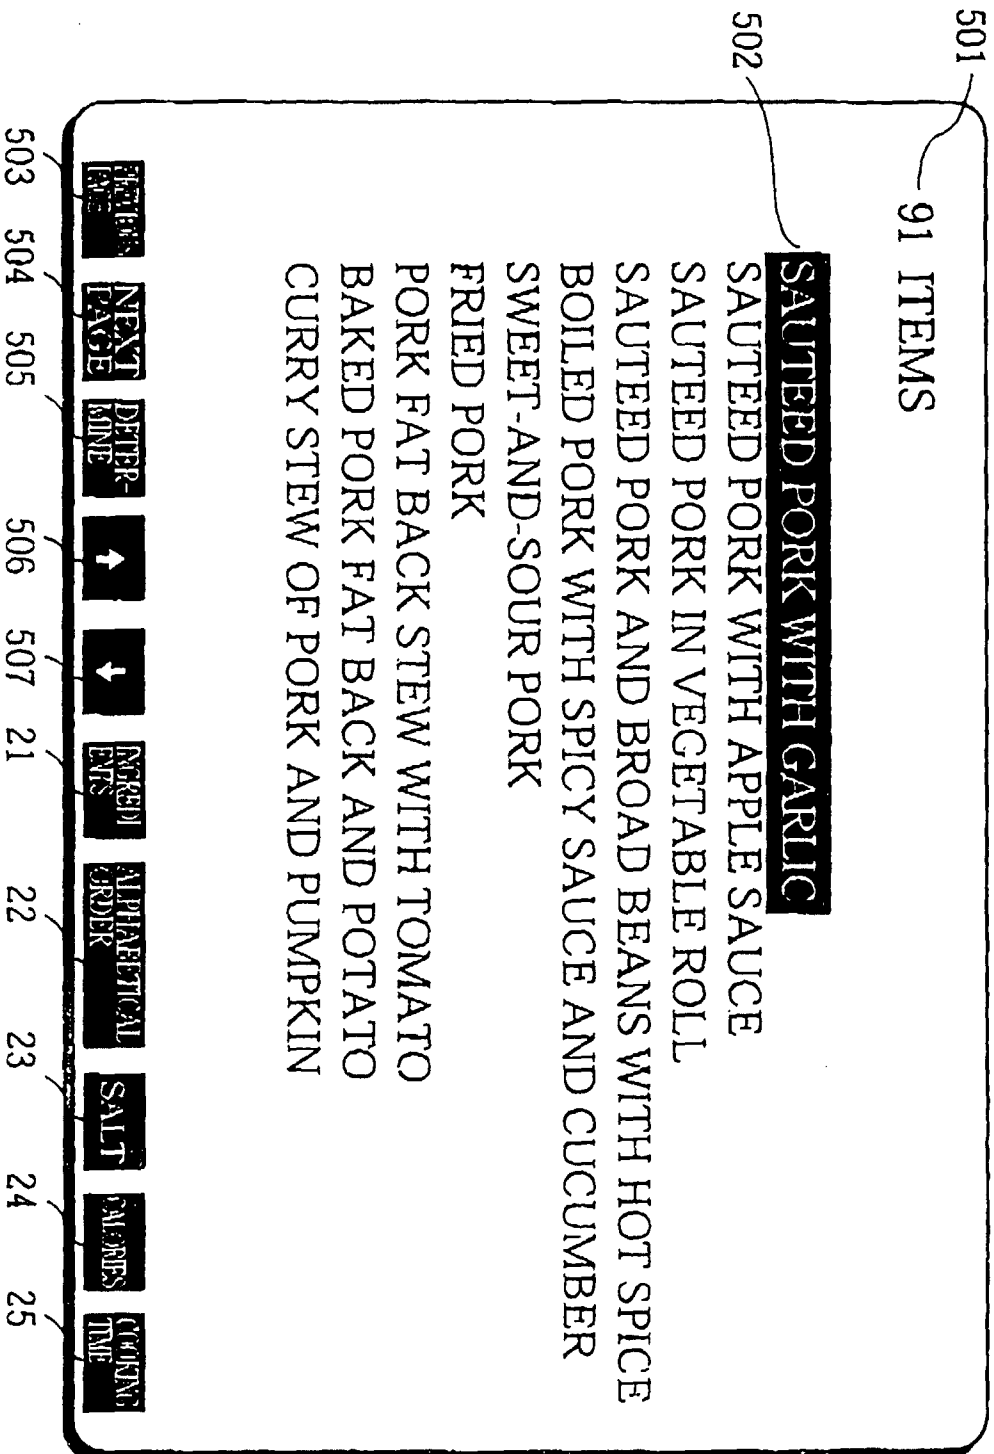 501
91 ITEMS
502
SAUTEED PORK WITH GARLIC
SAUTEED PORK WITH APPLE SAUCE
SAUTEED PORK IN VEGETABLE ROLL
SAUTEED PORK AND BROAD BEANS WITH HOT SPICE
BOILED PORK WITH SPICY SAUCE AND CUCUMBER
SWEET-AND-SOUR PORK
FRIED PORK
PORK FAT BACK STEW WITH TOMATO
BAKED PORK FAT BACK AND POTATO
CURRY STEW OF PORK AND PUMPKIN
NEXT
PAGE
DETER-
MINE
INGREDI
ENTS
ALPHABETICAL
ORDER
SALT
CALORIES
COOKING
TIME
503 504 505 506 507 21 22 23 24 25